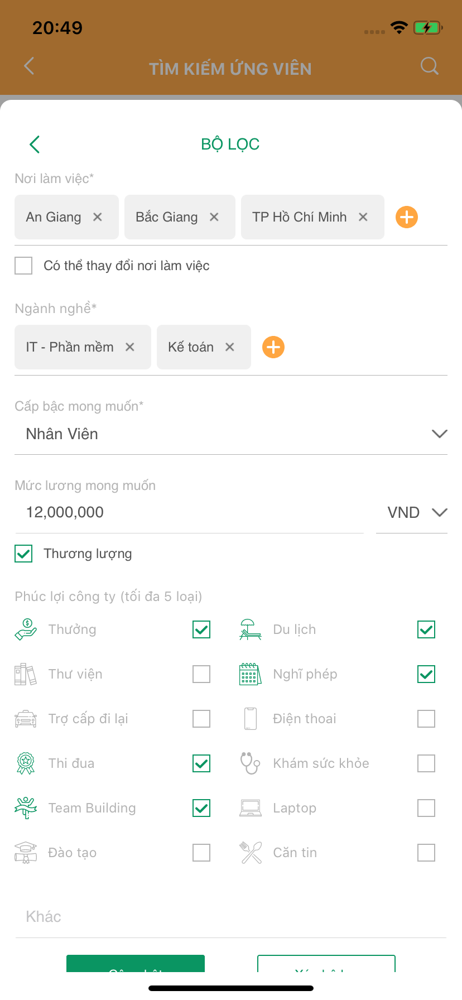 20:49
TÌM KIẾM ỨNG VIÊN
BỘ LỌC
Nơi làm việc*
An Giang × Bắc Giang × TP Hồ Chí Minh ×
Có thể thay đổi nơi làm việc
Ngành nghề*
IT - Phần mềm × Kế toán ×
Cấp bậc mong muốn*
Nhân Viên
Mức lương mong muốn
12,000,000 VND
Thương lượng
Phúc lợi công ty (tối đa 5 loại)
Thưởng Du lịch
Thư viện Nghĩ phép
Trợ cấp đi lại Điện thoai
Thi đua Khám sức khỏe
Team Building Laptop
Đào tạo Căn tin
Khác